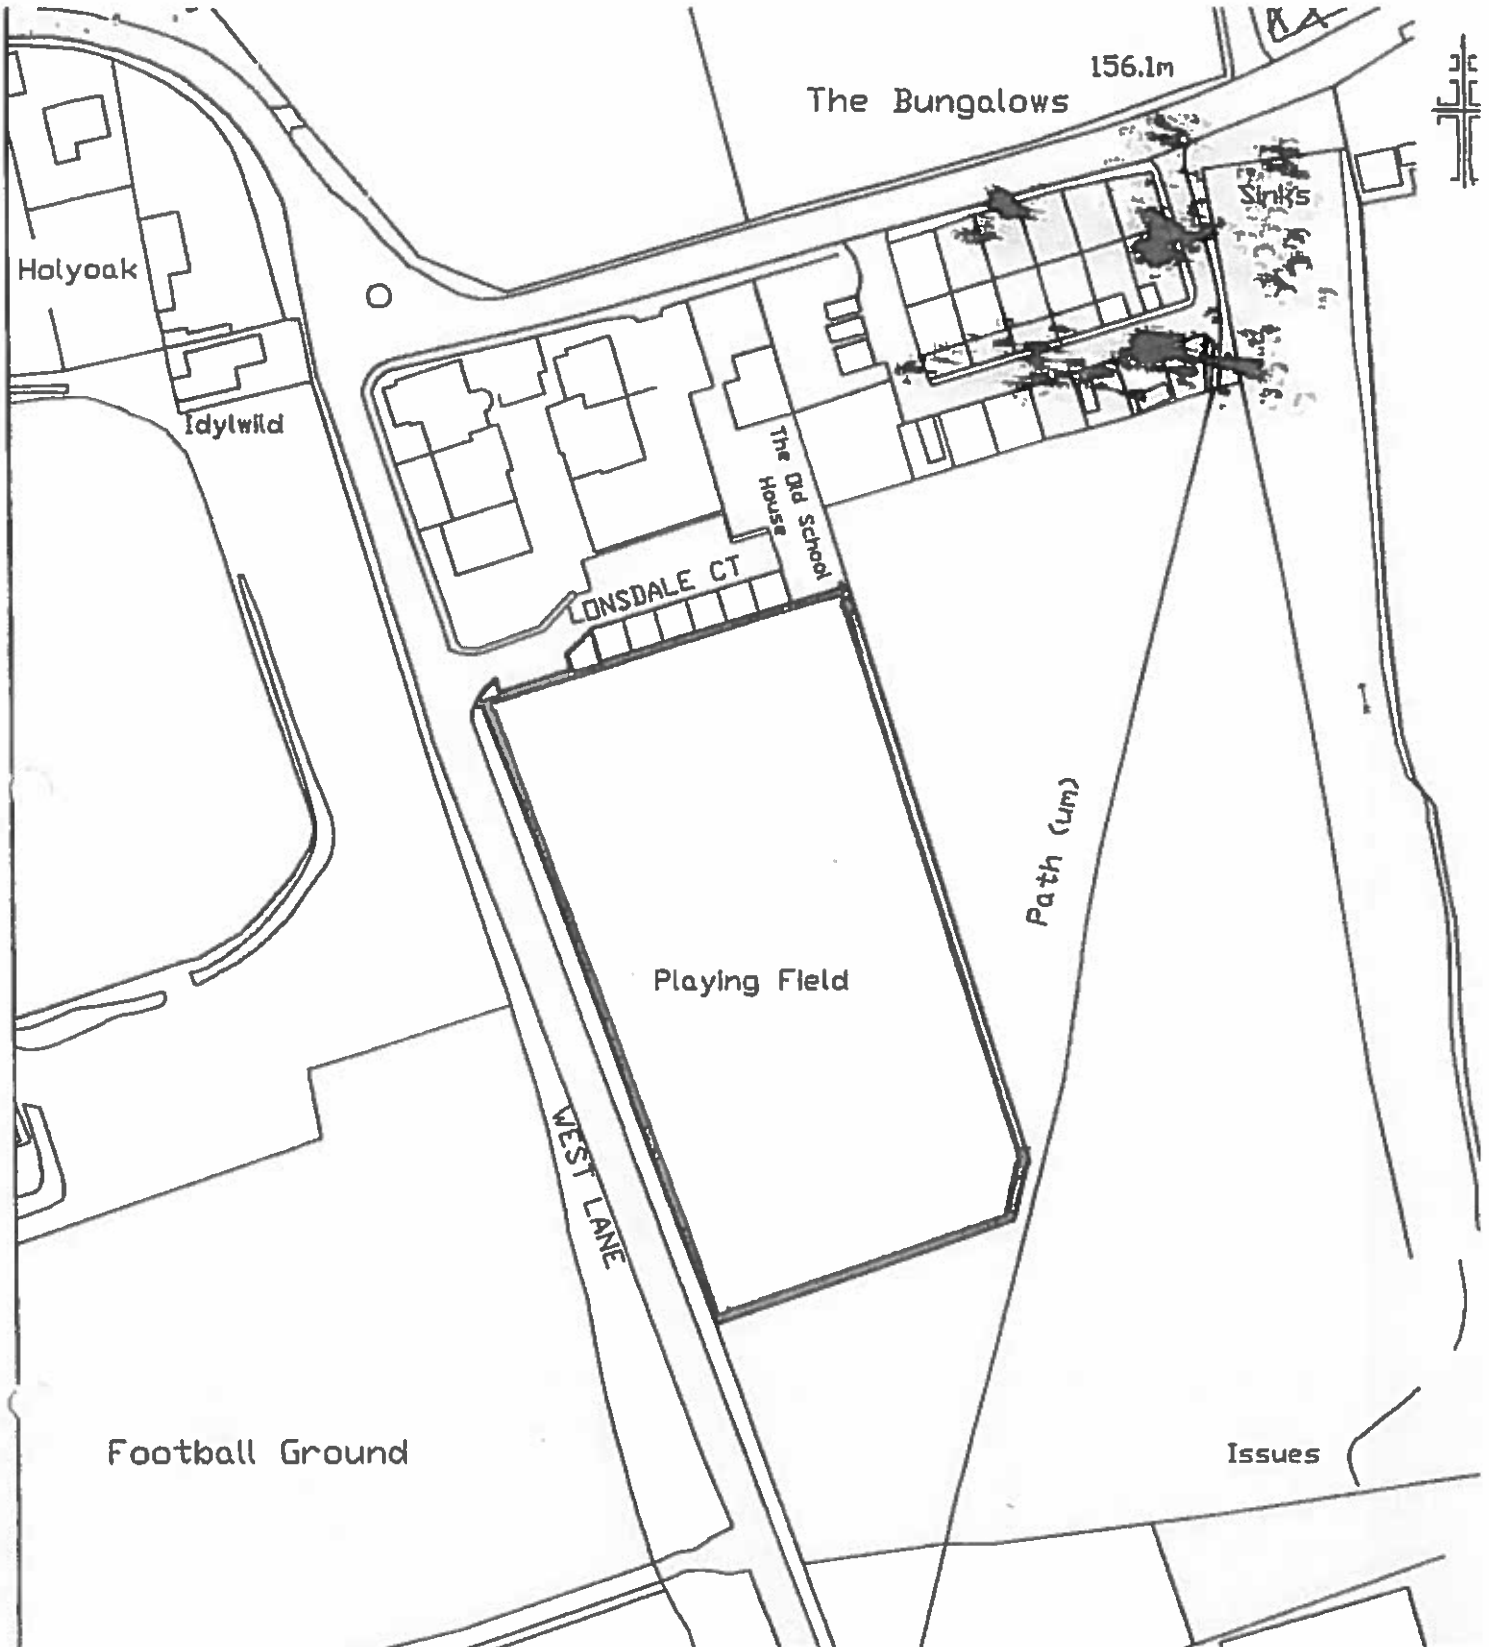 156.1m
The Bungalows
Sinks
Holyoak
Idylwild
The Old School
House
LONSDALE CT
Path (um)
Playing Field
WEST LANE
Football Ground
Issues